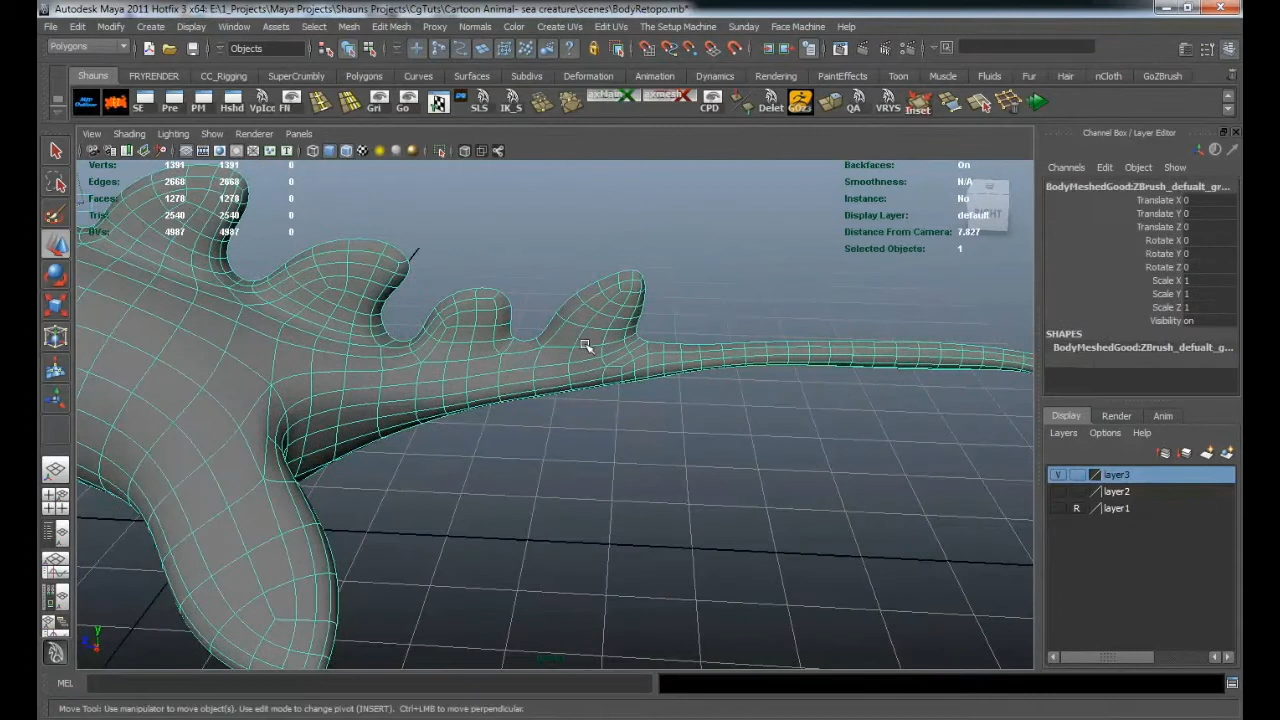 Autodesk Maya 2011 Hotfix 3 x64: E:\1_Projects\Maya Projects\Shauns Projects\CgTuts\Cartoon Animal- sea creature\scenes\BodyRetopo.mb*
File Edit Modify Create Display Window Assets Select Mesh Edit Mesh Proxy Normals Color Create UVs Edit UVs The Setup Machine Sunday Face Machine Help
Polygons Objects
Shauns FRYRENDER CC_Rigging SuperCrumbly Polygons Curves Surfaces Subdivs Deformation Animation Dynamics Rendering PaintEffects Toon Muscle Fluids Fur Hair nCloth GoZBrush
SE Pre PM Hshd VpIcc FN Gri Go SLS IK_S axMain axmesh CPD Delet GOZ3 QA VRYS Inset
View Shading Lighting Show Renderer Panels
Channel Box / Layer Editor
Channels Edit Object Show
Verts: 1391 1391 0
Edges: 2668 2668 0
Faces: 1278 1278 0
Tris: 2540 2540 0
UVs: 4987 4987 0
Backfaces: On
Smoothness: N/A
Instance: No
Display Layer: default
Distance From Camera: 7.827
Selected Objects: 1
RIGHT
BodyMeshedGood:ZBrush_defualt_gr...
Translate X 0
Translate Y 0
Translate Z 0
Rotate X 0
Rotate Y 0
Rotate Z 0
Scale X 1
Scale Y 1
Scale Z 1
Visibility on
SHAPES
BodyMeshedGood:ZBrush_defualt_g...
Display Render Anim
Layers Options Help
V layer3
layer2
R layer1
y
MEL
Move Tool: Use manipulator to move object(s). Use edit mode to change pivot (INSERT). Ctrl+LMB to move perpendicular.